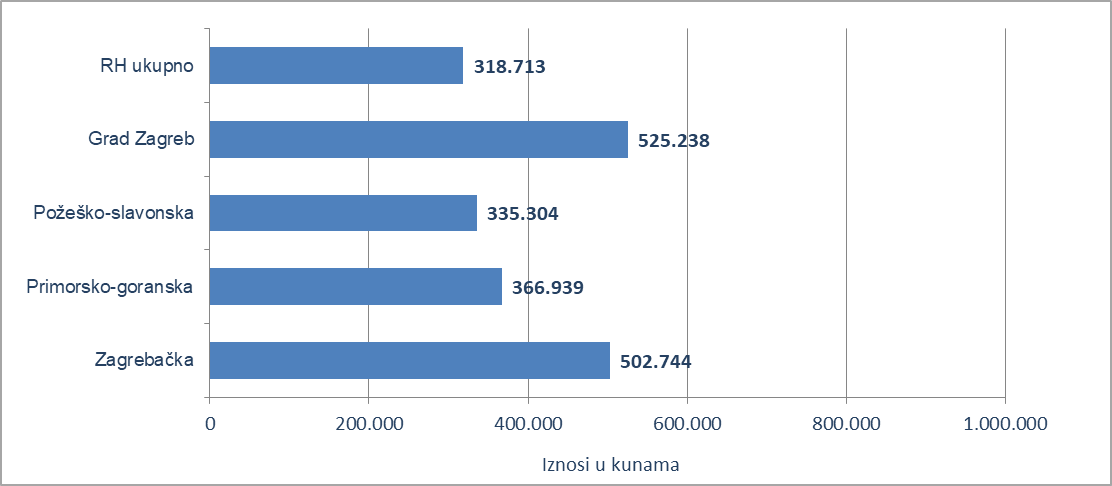 RH ukupno
318.713
Grad Zagreb
525.238
Požeško-slavonska
335.304
Primorsko-goranska
366.939
Zagrebačka
502.744
0 200.000 400.000 600.000 800.000 1.000.000
Iznosi u kunama